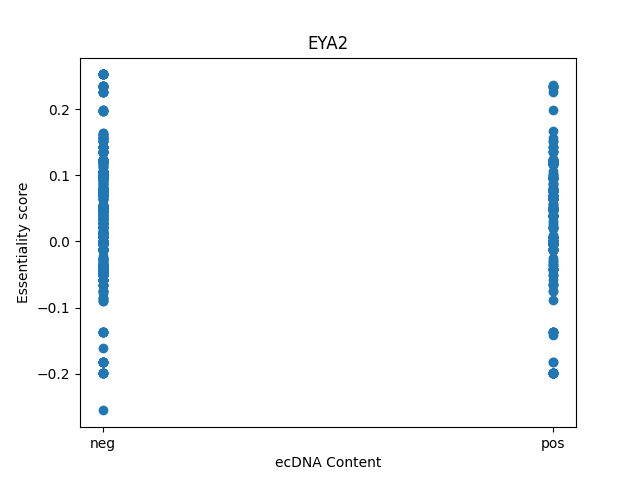 EYA2
Essentiality score
0.2
0.1
0.0
−0.1
−0.2
neg
pos
ecDNA Content